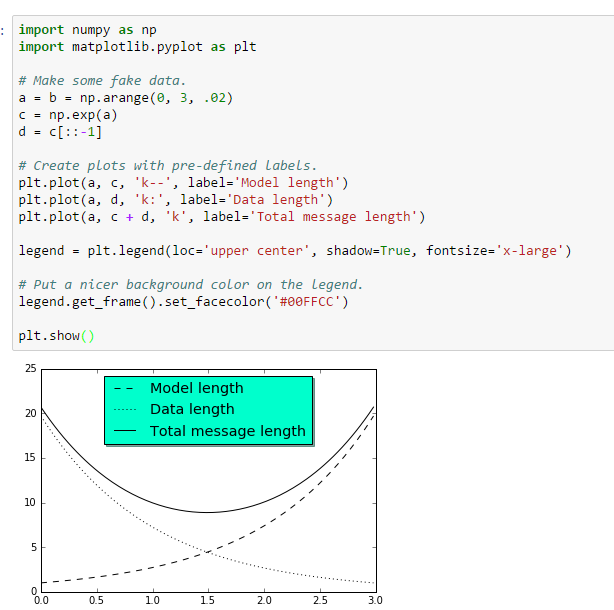 :
import numpy as np
import matplotlib.pyplot as plt
# Make some fake data.
a = b = np.arange(0, 3, .02)
c = np.exp(a)
d = c[::-1]
# Create plots with pre-defined labels.
plt.plot(a, c, 'k--', label='Model length')
plt.plot(a, d, 'k:', label='Data length')
plt.plot(a, c + d, 'k', label='Total message length')
legend = plt.legend(loc='upper center', shadow=True, fontsize='x-large')
# Put a nicer background color on the legend.
legend.get_frame().set_facecolor('#00FFCC')
plt.show()
25
20
15
10
5
0
Model length
Data length
Total message length
0.0 0.5 1.0 1.5 2.0 2.5 3.0